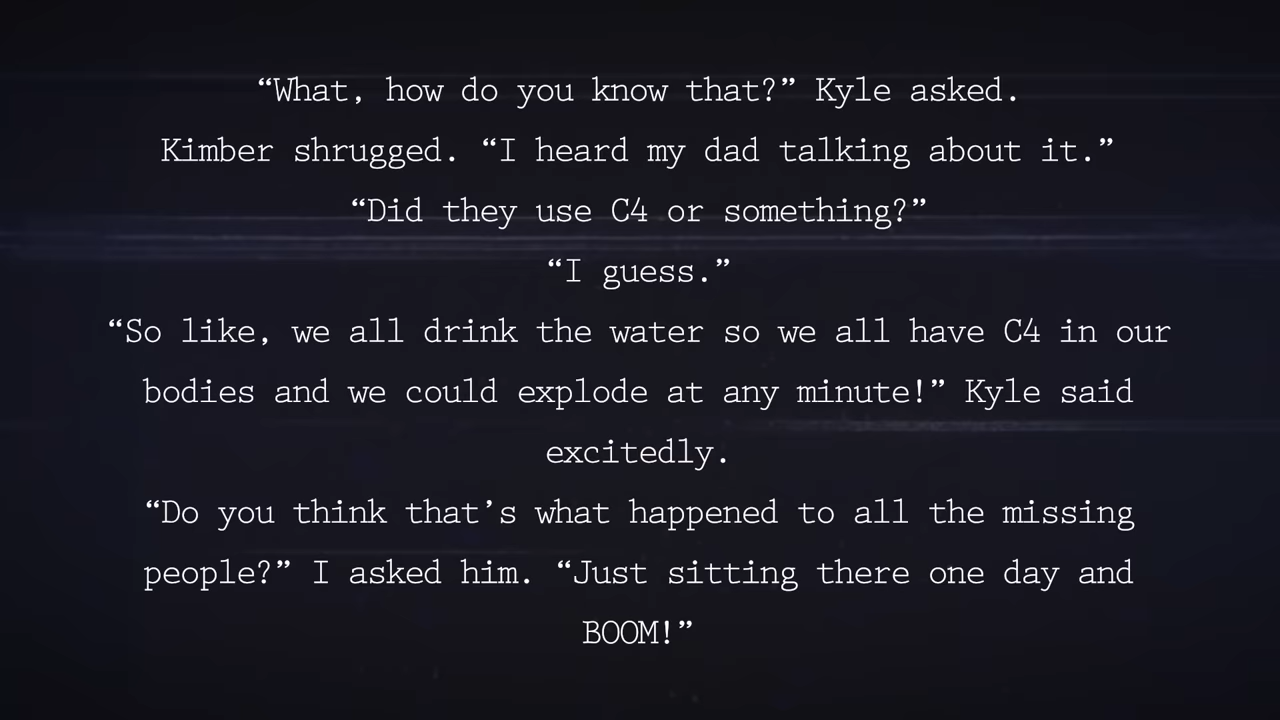 “What, how do you know that?” Kyle asked.
Kimber shrugged. “I heard my dad talking about it.”
“Did they use C4 or something?”
“I guess.”
“So like, we all drink the water so we all have C4 in our
bodies and we could explode at any minute!” Kyle said
excitedly.
“Do you think that’s what happened to all the missing
people?” I asked him. “Just sitting there one day and
BOOM!”